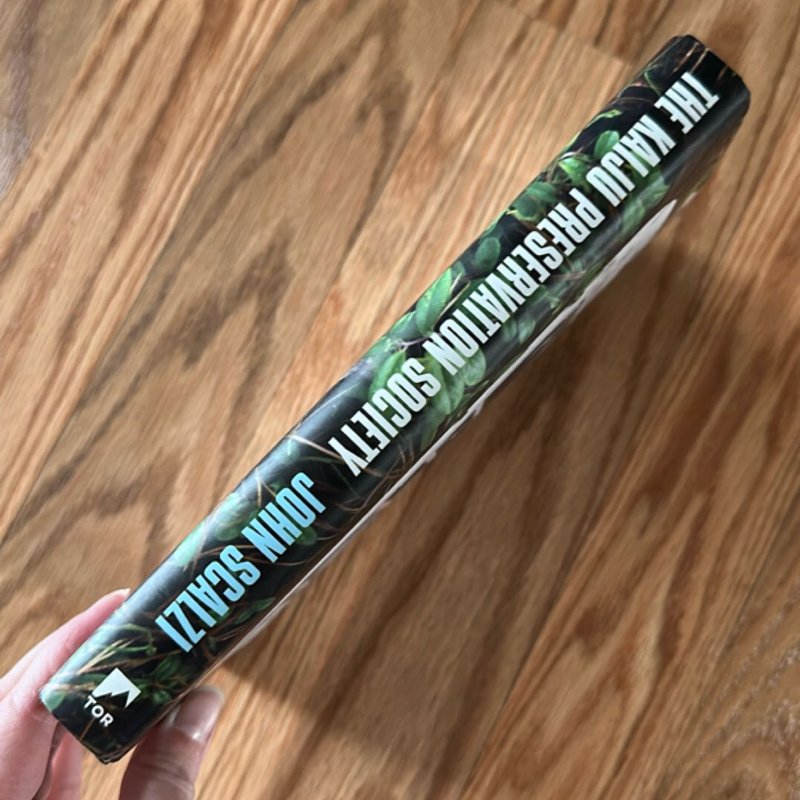 THE KAIJU PRESERVATION SOCIETY
JOHN SCALZI
TOR